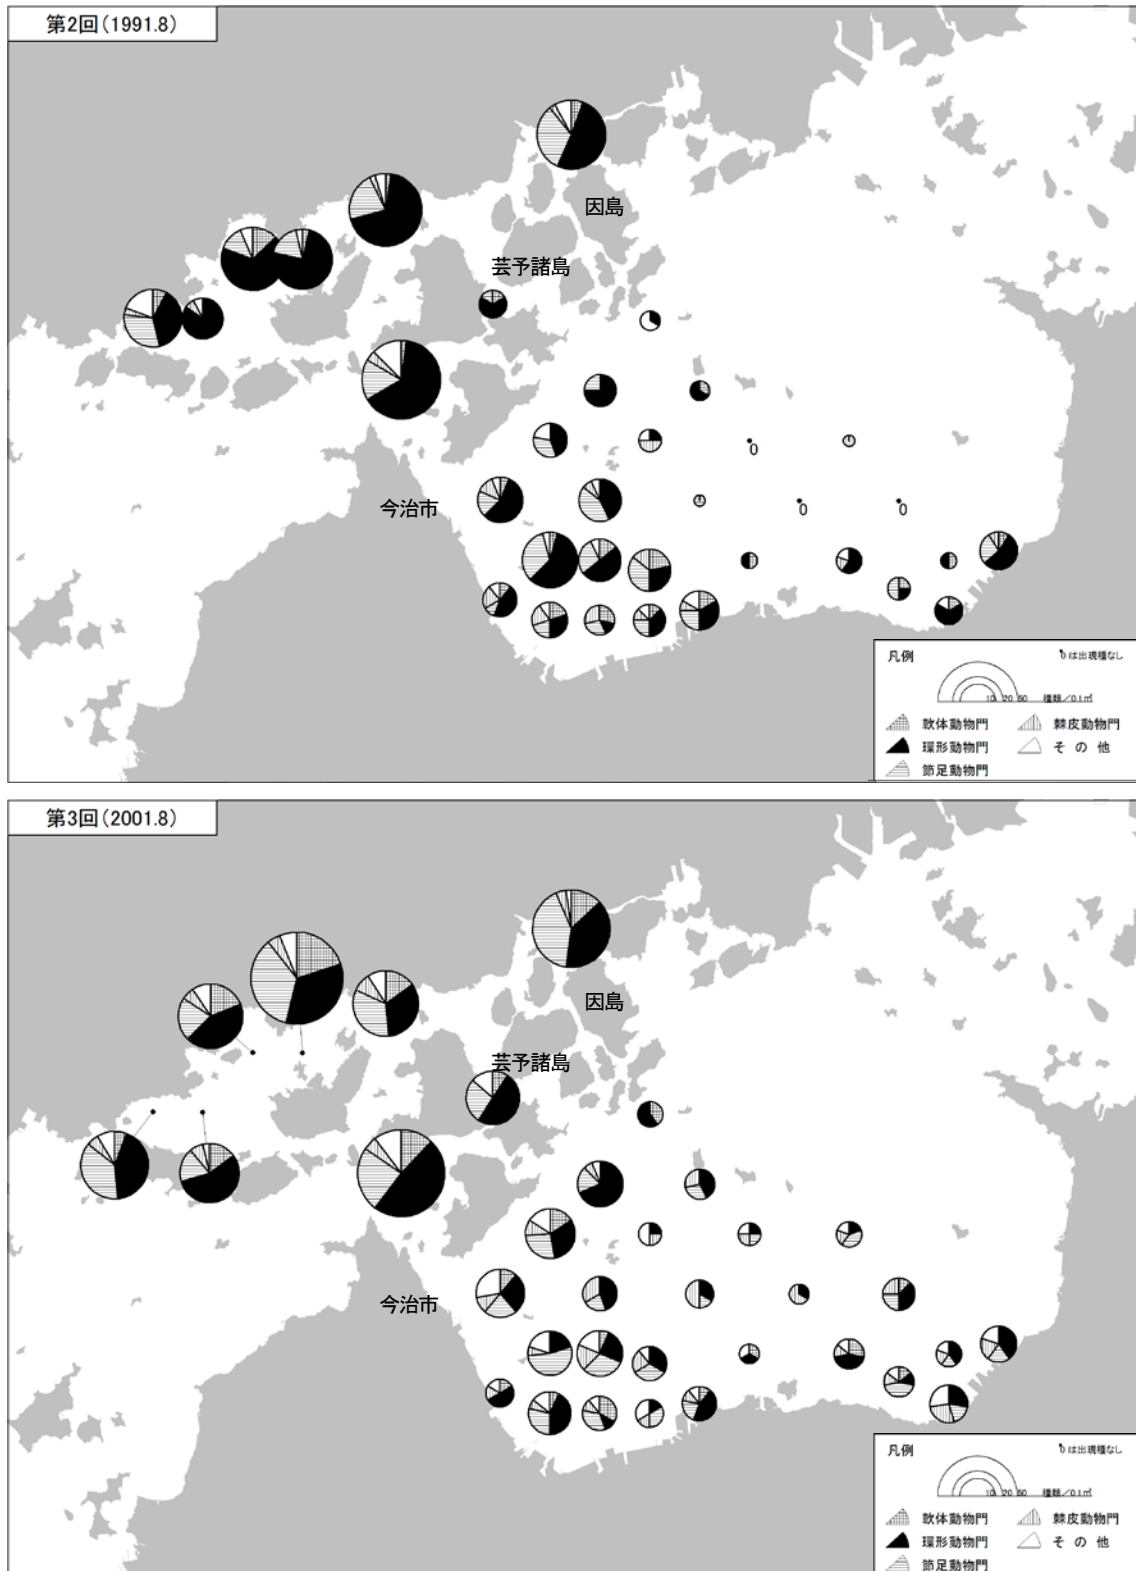 第2回(1991.8)
因島
芸予諸島
0
0
0
今治市
凡例
0は出現種なし
10 20 50 種類/0.1㎡
軟体動物門
棘皮動物門
環形動物門
その他
節足動物門
第3回(2001.8)
因島
芸予諸島
今治市
凡例
0は出現種なし
10 20 50 種類/0.1㎡
軟体動物門
棘皮動物門
環形動物門
その他
節足動物門